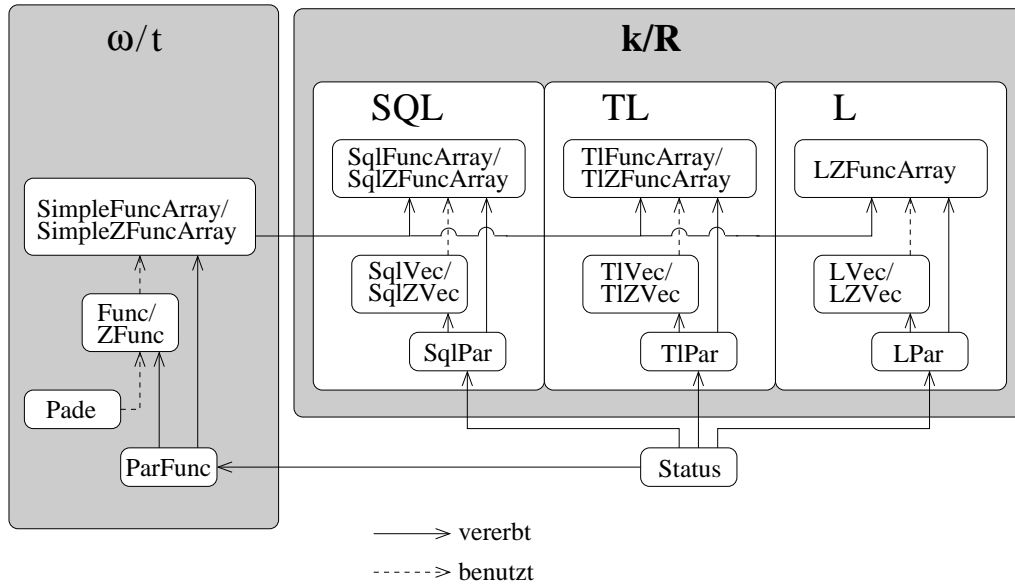 ω/t
k/R
SQL
TL
L
SqlFuncArray/
SqlZFuncArray
TlFuncArray/
TlZFuncArray
LZFuncArray
SimpleFuncArray/
SimpleZFuncArray
SqlVec/
SqlZVec
TlVec/
TlZVec
LVec/
LZVec
Func/
ZFunc
SqlPar
TlPar
LPar
Pade
ParFunc
Status
vererbt
benutzt